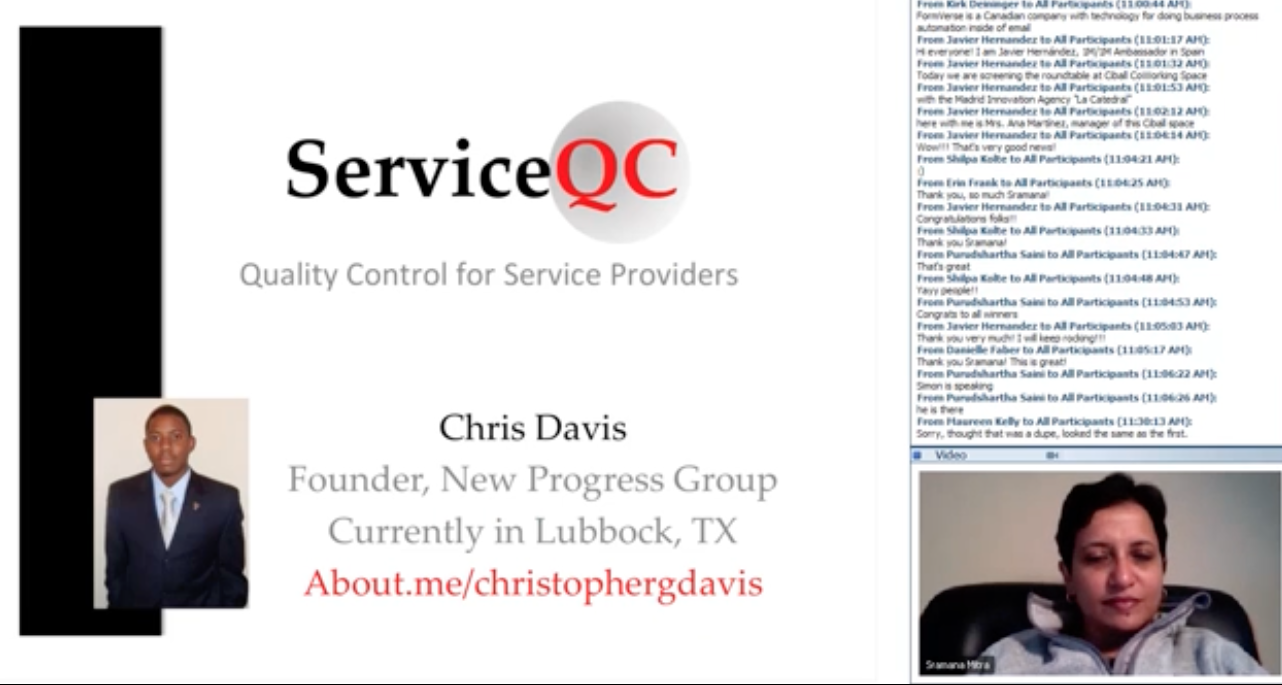 ServiceQC
Quality Control for Service Providers
Chris Davis
Founder, New Progress Group
Currently in Lubbock, TX
About.me/christophergdavis
From Kirk Deininger to All Participants (11:00:44 AM):
FormVerse is a Canadian company with technology for doing business process
automation inside of email
From Javier Hernandez to All Participants (11:01:17 AM):
Hi everyone! I am Javier Hernández, 1M/1M Ambassador in Spain
From Javier Hernandez to All Participants (11:01:32 AM):
Today we are screening the roundtable at Ciball CoWorking Space
From Javier Hernandez to All Participants (11:01:53 AM):
with the Madrid Innovation Agency "La Catedral"
From Javier Hernandez to All Participants (11:02:12 AM):
here with me is Mrs. Ana Martínez, manager of this Ciball space
From Javier Hernandez to All Participants (11:04:14 AM):
Wow!!! That's very good news!
From Shilpa Kolte to All Participants (11:04:21 AM):
:)
From Erin Frank to All Participants (11:04:25 AM):
Thank you, so much Sramana!
From Javier Hernandez to All Participants (11:04:31 AM):
Congratulations folks!!!
From Shilpa Kolte to All Participants (11:04:33 AM):
Thank you Sramana!
From Purudshartha Saini to All Participants (11:04:47 AM):
That's great
From Shilpa Kolte to All Participants (11:04:48 AM):
Yayy people!!
From Purudshartha Saini to All Participants (11:04:53 AM):
Congrats to all winners
From Javier Hernandez to All Participants (11:05:03 AM):
Thank you very much! I will keep rocking!!!
From Danielle Faber to All Participants (11:05:17 AM):
Thank you Sramana! This is great!
From Purudshartha Saini to All Participants (11:06:22 AM):
Simon is speaking
From Purudshartha Saini to All Participants (11:06:26 AM):
he is there
From Maureen Kelly to All Participants (11:30:13 AM):
Sorry, thought that was a dupe, looked the same as the first.
Video
Sramana Mitra